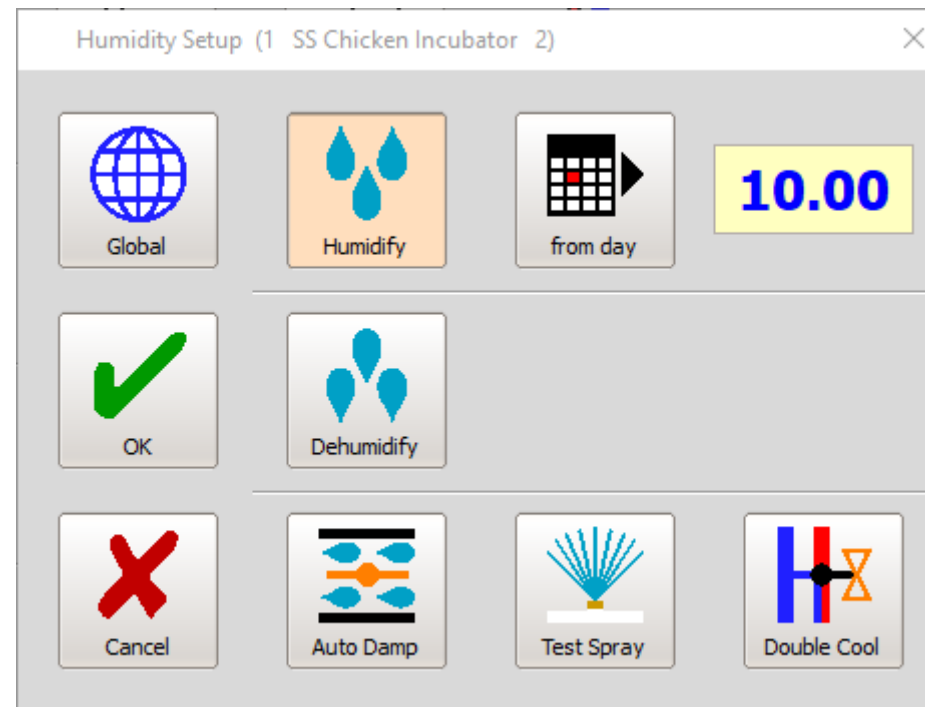 Humidity Setup (1 SS Chicken Incubator 2)
Global
Humidify
from day
10.00
OK
Dehumidify
Cancel
Auto Damp
Test Spray
Double Cool